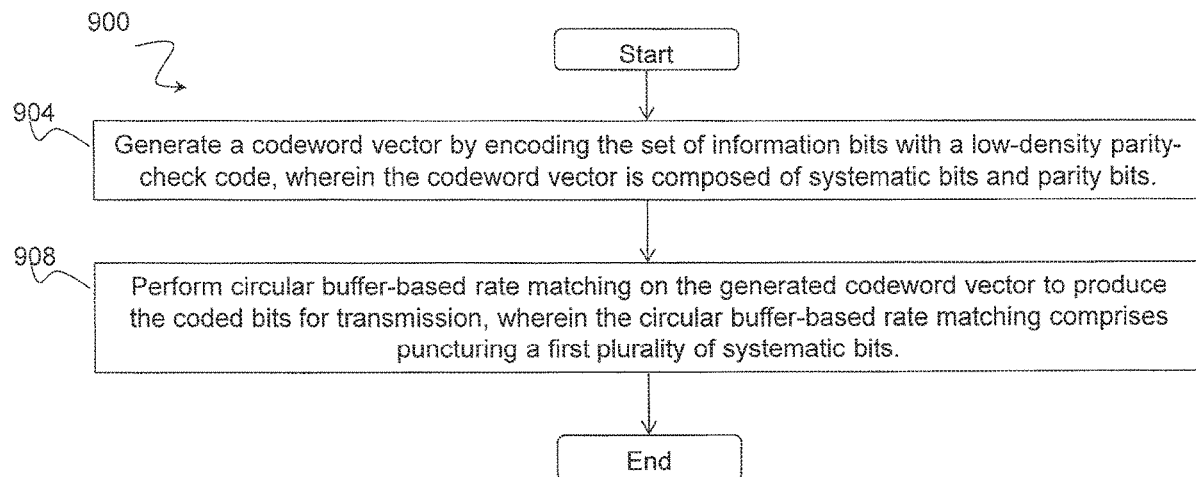 900
Start
904
Generate a codeword vector by encoding the set of information bits with a low-density parity-
check code, wherein the codeword vector is composed of systematic bits and parity bits.
908
Perform circular buffer-based rate matching on the generated codeword vector to produce
the coded bits for transmission, wherein the circular buffer-based rate matching comprises
puncturing a first plurality of systematic bits.
End